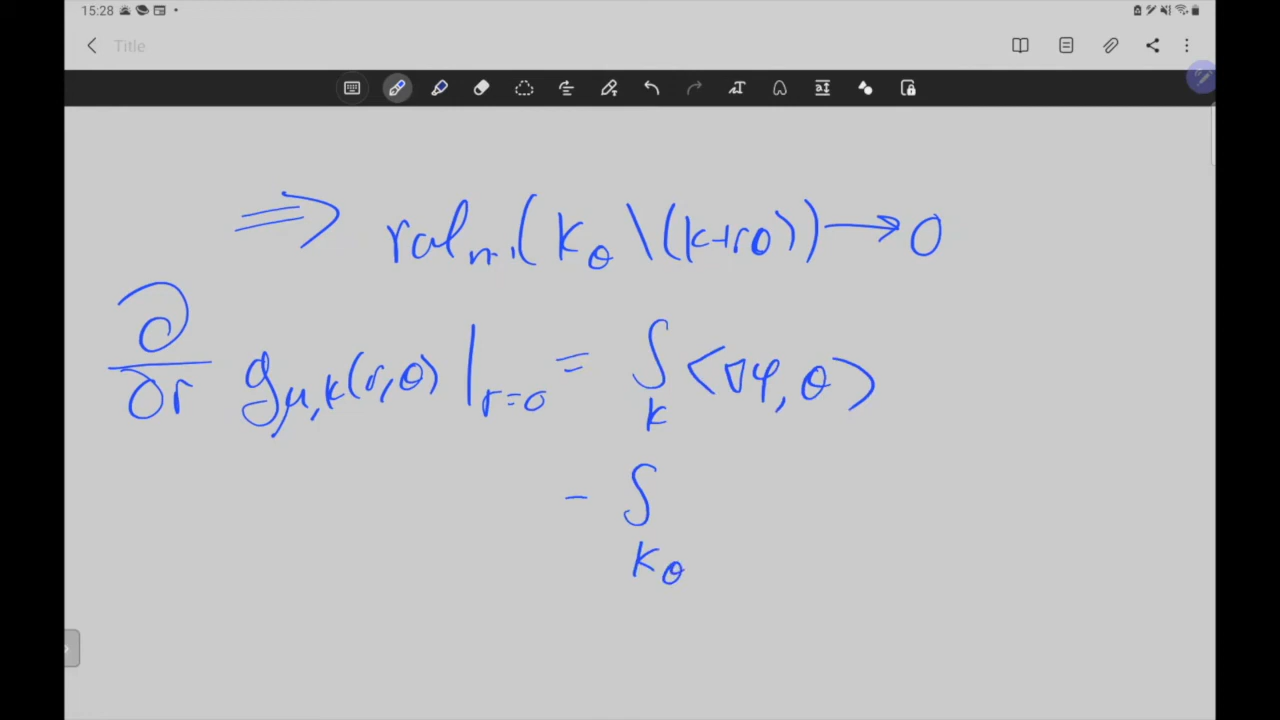 15:28
Title
⇒ vol_{n-1}(K_θ \ (K+rθ)) → 0
∂/∂r g_{μ,K}(r,θ)|_{r=0} = ∫_K <∇φ, θ>
- ∫_{K_θ}